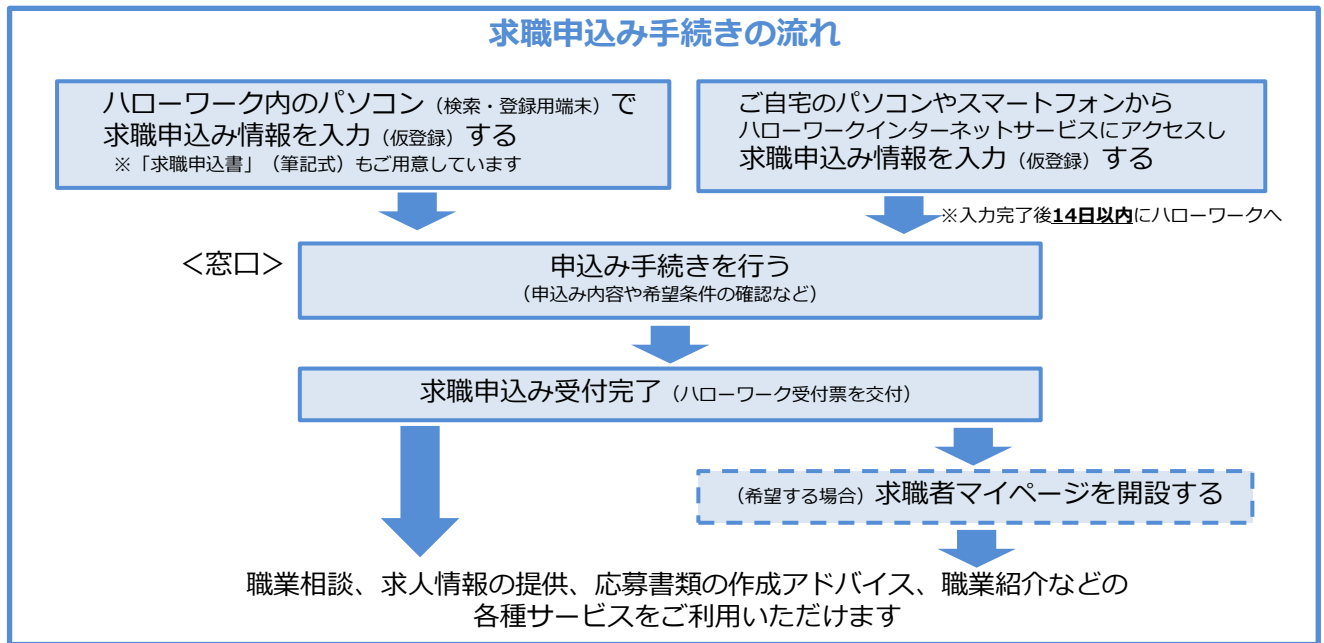 求職申込み手続きの流れ
ハローワーク内のパソコン（検索・登録用端末）で
求職申込み情報を入力（仮登録）する
※「求職申込書」（筆記式）もご用意しています
ご自宅のパソコンやスマートフォンから
ハローワークインターネットサービスにアクセスし
求職申込み情報を入力（仮登録）する
※入力完了後14日以内にハローワークへ
＜窓口＞
申込み手続きを行う
（申込み内容や希望条件の確認など）
求職申込み受付完了（ハローワーク受付票を交付）
（希望する場合）求職者マイページを開設する
職業相談、求人情報の提供、応募書類の作成アドバイス、職業紹介などの
各種サービスをご利用いただけます